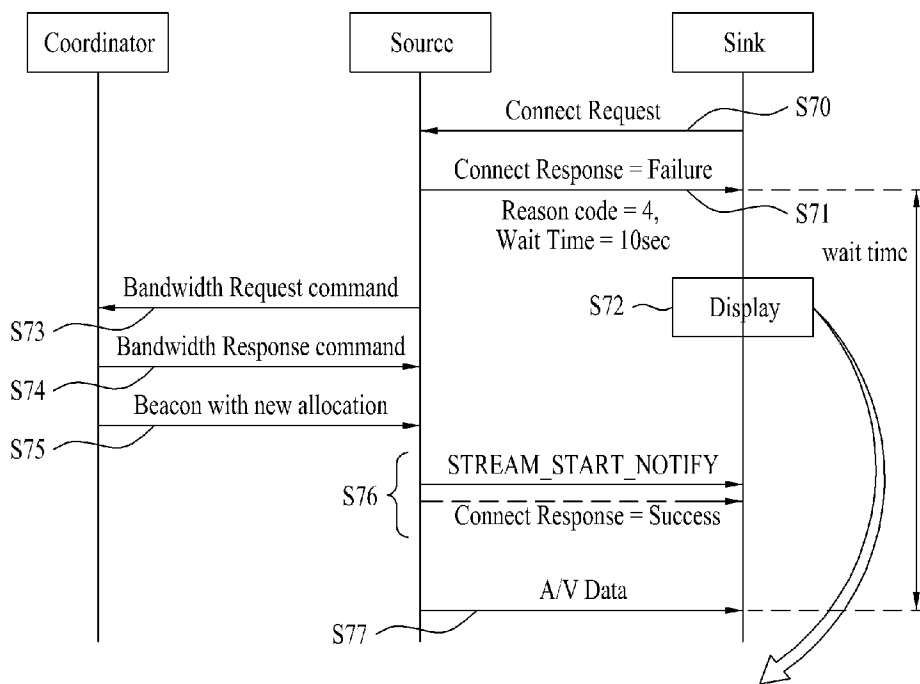 Coordinator
Source
Sink
Connect Request
S70
Connect Response = Failure
S71
Reason code = 4,
Wait Time = 10sec
wait time
Bandwidth Request command
S73
S72
Display
Bandwidth Response command
S74
Beacon with new allocation
S75
STREAM_START_NOTIFY
S76
Connect Response = Success
A/V Data
S77